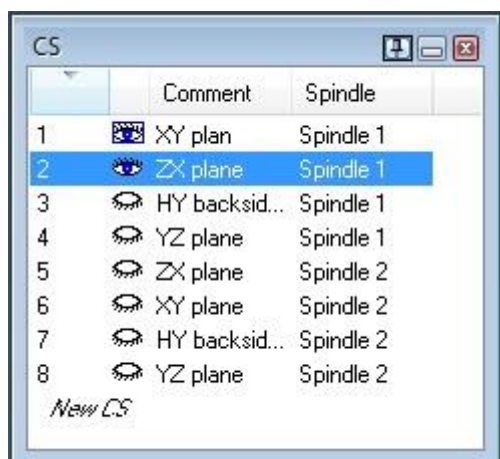 CS
Comment Spindle
1 XY plan Spindle 1
2 ZX plane Spindle 1
3 HY backsid... Spindle 1
4 YZ plane Spindle 1
5 ZX plane Spindle 2
6 XY plane Spindle 2
7 HY backsid... Spindle 2
8 YZ plane Spindle 2
New CS